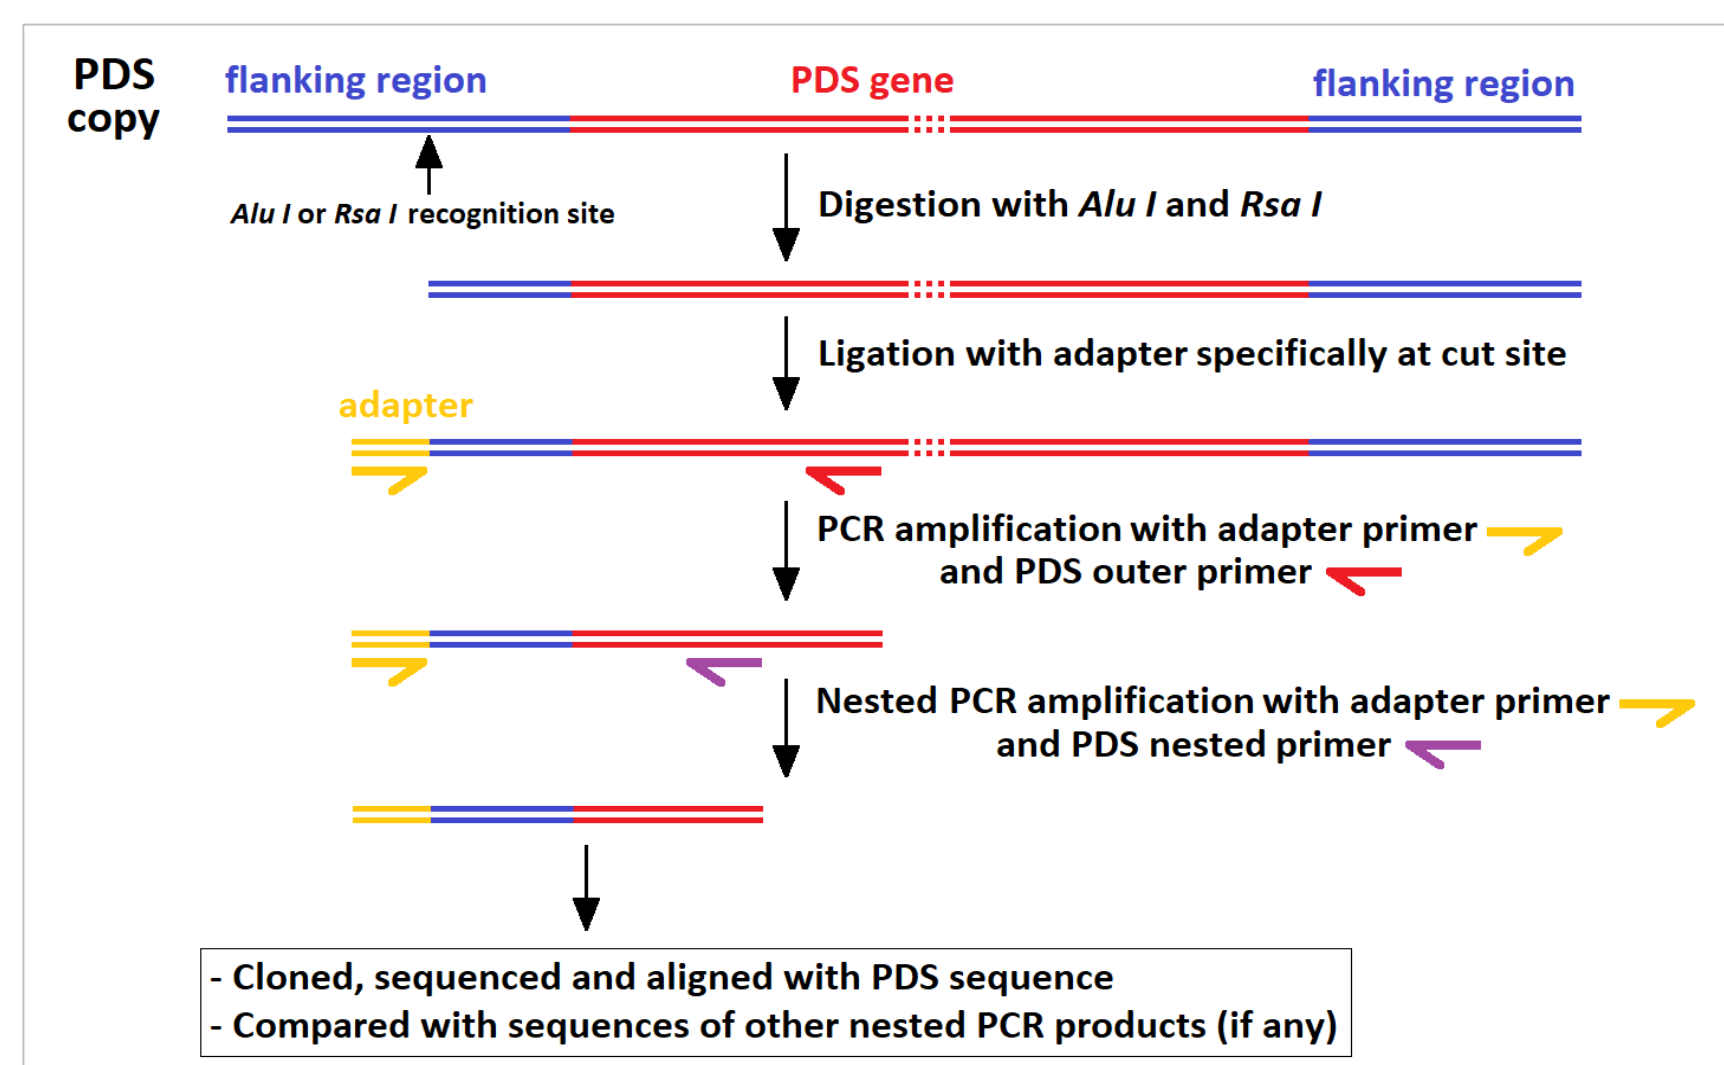 PDS
copy
flanking region
PDS gene
flanking region
Alu I or Rsa I recognition site
Digestion with Alu I and Rsa I
Ligation with adapter specifically at cut site
adapter
PCR amplification with adapter primer
and PDS outer primer
Nested PCR amplification with adapter primer
and PDS nested primer
- Cloned, sequenced and aligned with PDS sequence
- Compared with sequences of other nested PCR products (if any)